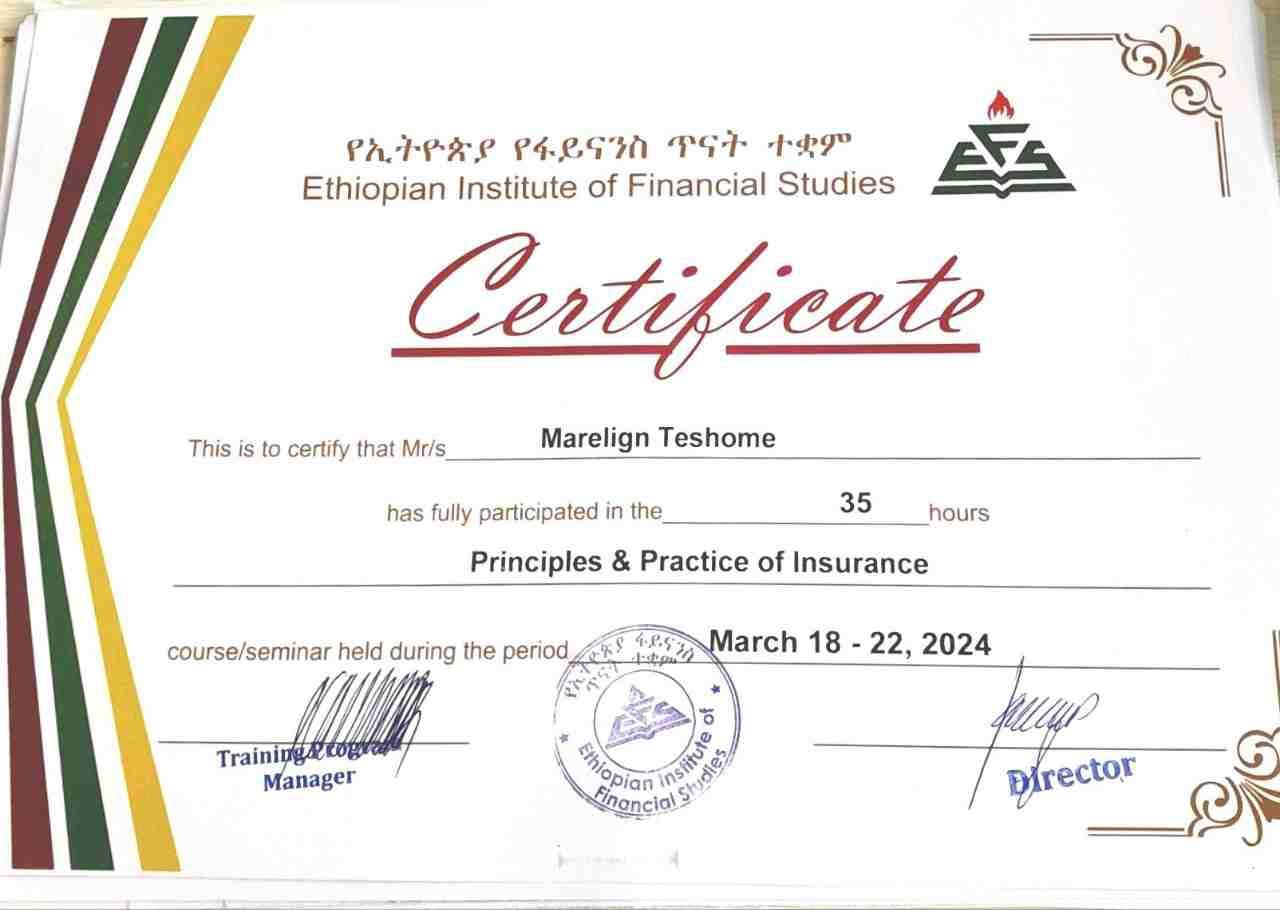 የኢትዮጵያ የፋይናንስ ጥናት ተቋም
Ethiopian Institute of Financial Studies
EFS
Certificate
This is to certify that Mr/s Marelign Teshome
has fully participated in the 35 hours
Principles & Practice of Insurance
course/seminar held during the period March 18 - 22, 2024
የኢትዮጵያ ፋይናንስ
ጥናት ተቋም
EFS
Ethiopian institute of
Financial Studies
Training Program
Manager
Director